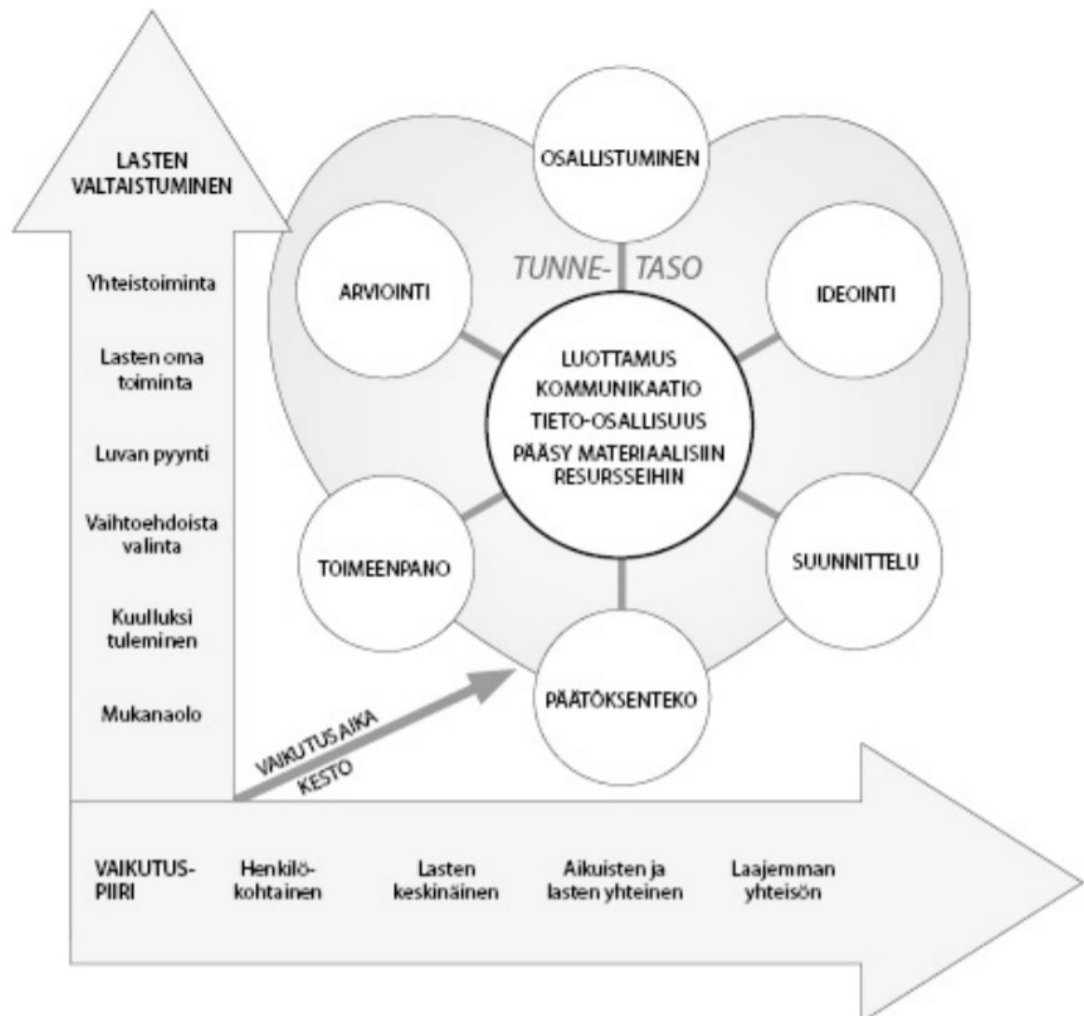 LASTEN
VALTAISTUMINEN
Yhteistoiminta
Lasten oma
toiminta
Luvan pyynti
Vaihtoehdoista
valinta
Kuulluksi
tuleminen
Mukanaolo
OSALLISTUMINEN
TUNNE- TASO
ARVIOINTI
IDEOINTI
LUOTTAMUS
KOMMUNIKAATIO
TIETO-OSALLISUUS
PÄÄSY MATERIAALISIIN
RESURSSEIHIN
TOIMEENPANO
SUUNNITTELU
PÄÄTÖKSENTEKO
VAIKUTUSAIKA
KESTO
VAIKUTUS-
PIIRI
Henkilö-
kohtainen
Lasten
keskinäinen
Aikuisten ja
lasten yhteinen
Laajemman
yhteisön